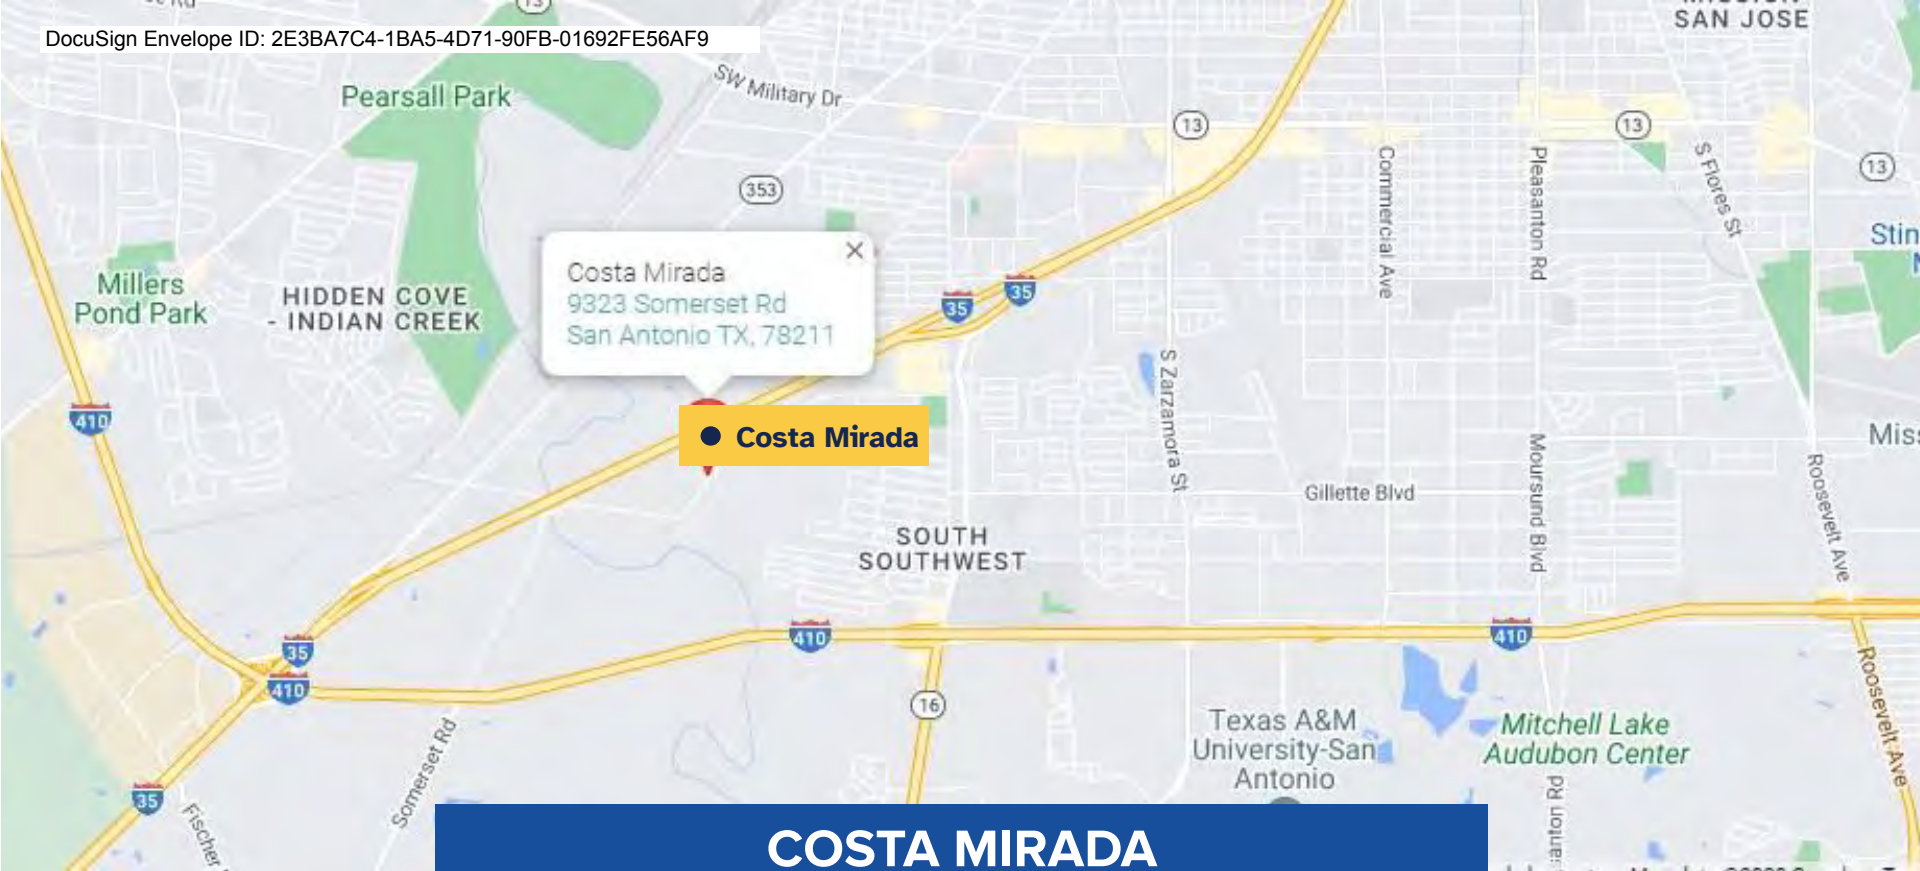 13
SAN JOSE
DocuSign Envelope ID: 2E3BA7C4-1BA5-4D71-90FB-01692FE56AF9
Pearsall Park
SW Military Dr
13
13
13
353
Commercial Ave
Pleasanton Rd
S Flores St
Millers
Pond Park
HIDDEN COVE
- INDIAN CREEK
Costa Mirada
9323 Somerset Rd
San Antonio TX, 78211
35
35
410
Costa Mirada
S Zarzamora St
Gillette Blvd
Moursund Blvd
Roosevelt Ave
SOUTH
SOUTHWEST
35
410
410
410
16
Texas A&M
University-San
Antonio
Mitchell Lake
Audubon Center
Roosevelt Ave
Somerset Rd
35
Fischer
COSTA MIRADA